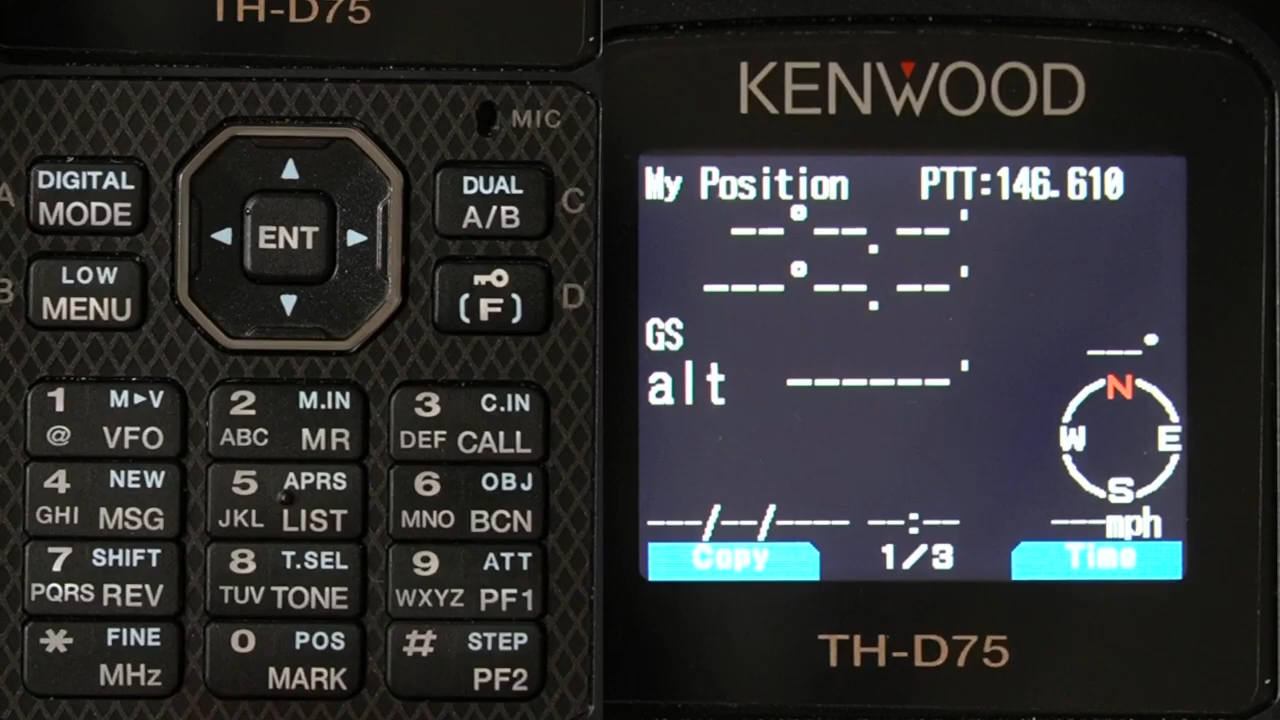 TH-D75
MIC
A DIGITAL MODE
DUAL A/B C
ENT
B LOW MENU
(F) D
1 M►V
@ VFO
2 M.IN
ABC MR
3 C.IN
DEF CALL
4 NEW
GHI MSG
5 APRS
JKL LIST
6 OBJ
MNO BCN
7 SHIFT
PQRS REV
8 T.SEL
TUV TONE
9 ATT
WXYZ PF1
* FINE
MHz
0 POS
MARK
# STEP
PF2
KENWOOD
My Position PTT:146.610
--°--.--'
---°--.--'
GS
---°
alt ------'
N
W E
S
---/--/---- --:-- ---mph
Copy 1/3 Time
TH-D75